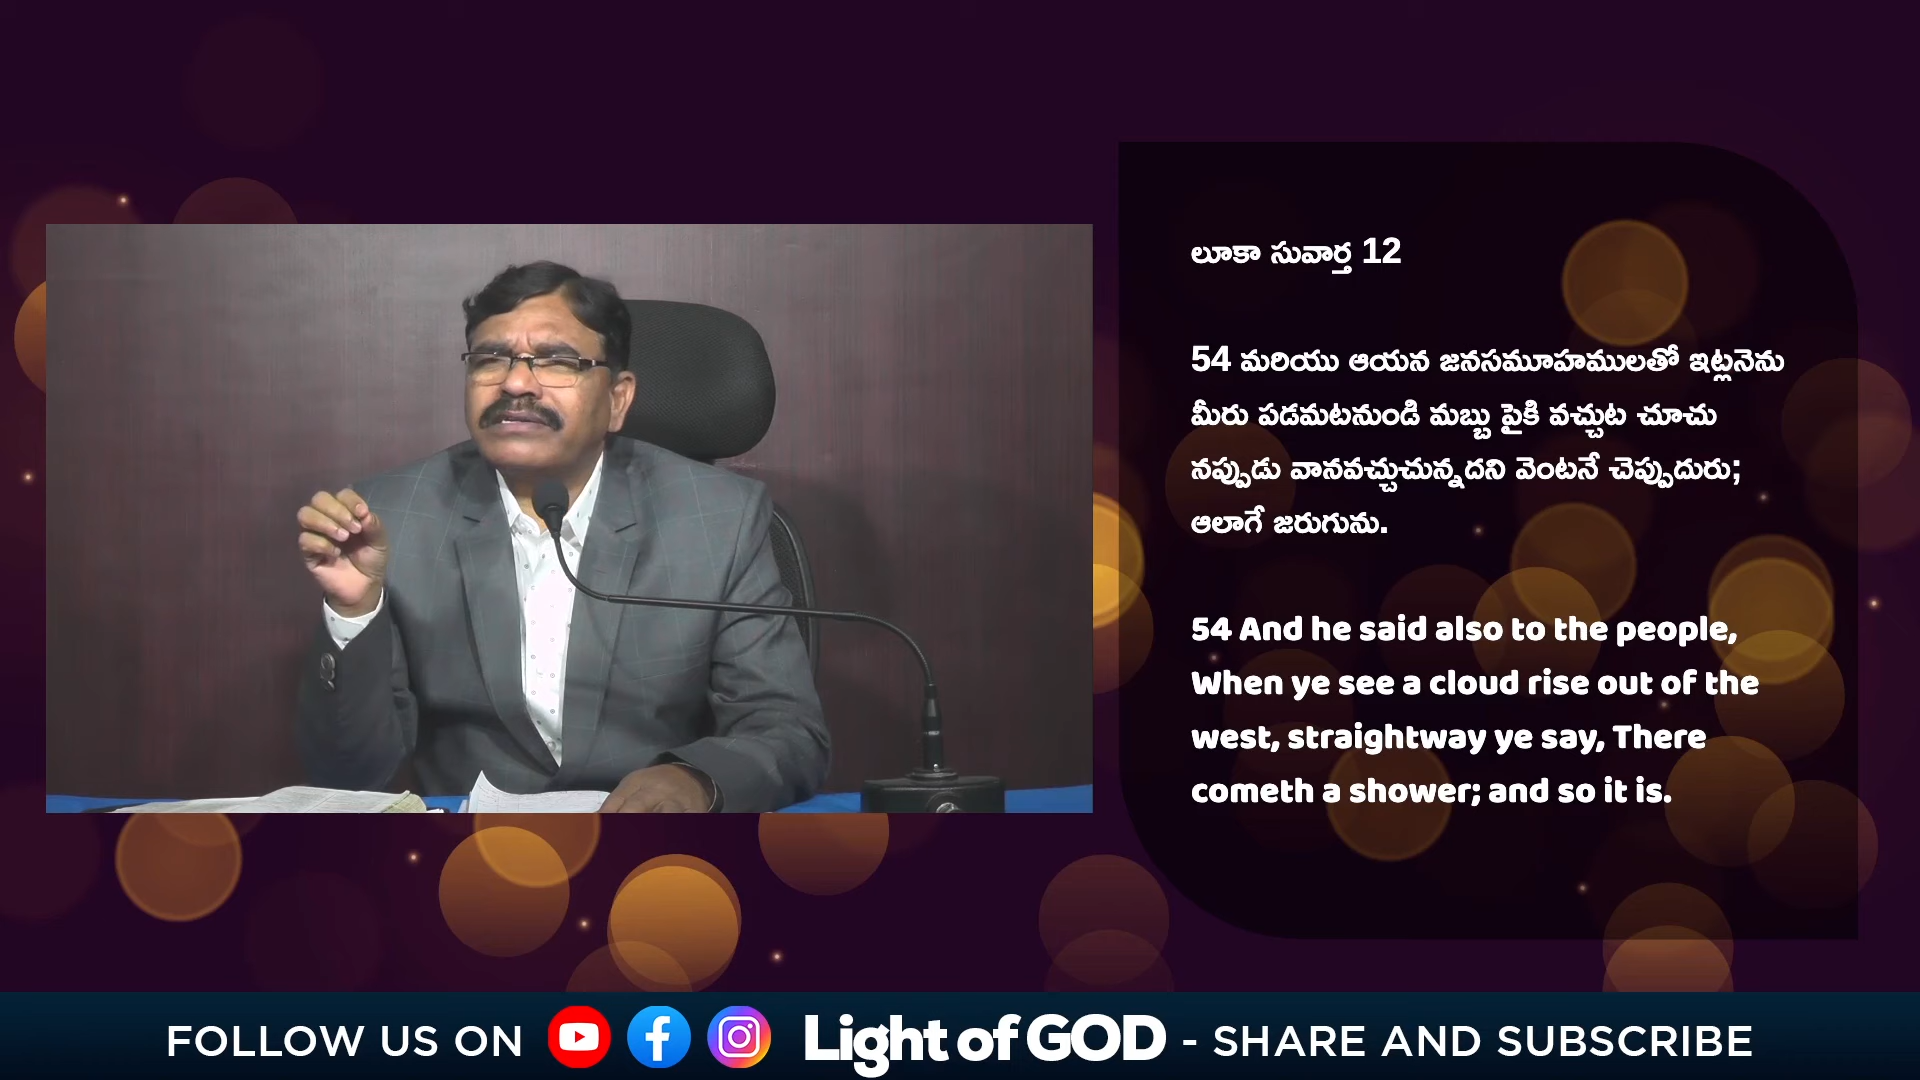 లూకా సువార్త 12
54 మరియు ఆయన జనసమూహములతో ఇట్లనెను
మీరు పడమటనుండి మబ్బు పైకి వచ్చుట చూచు
నప్పుడు వానవచ్చుచున్నదని వెంటనే చెప్పుదురు;
ఆలాగే జరుగును.
54 And he said also to the people,
When ye see a cloud rise out of the
west, straightway ye say, There
cometh a shower; and so it is.
FOLLOW US ON Light of GOD - SHARE AND SUBSCRIBE